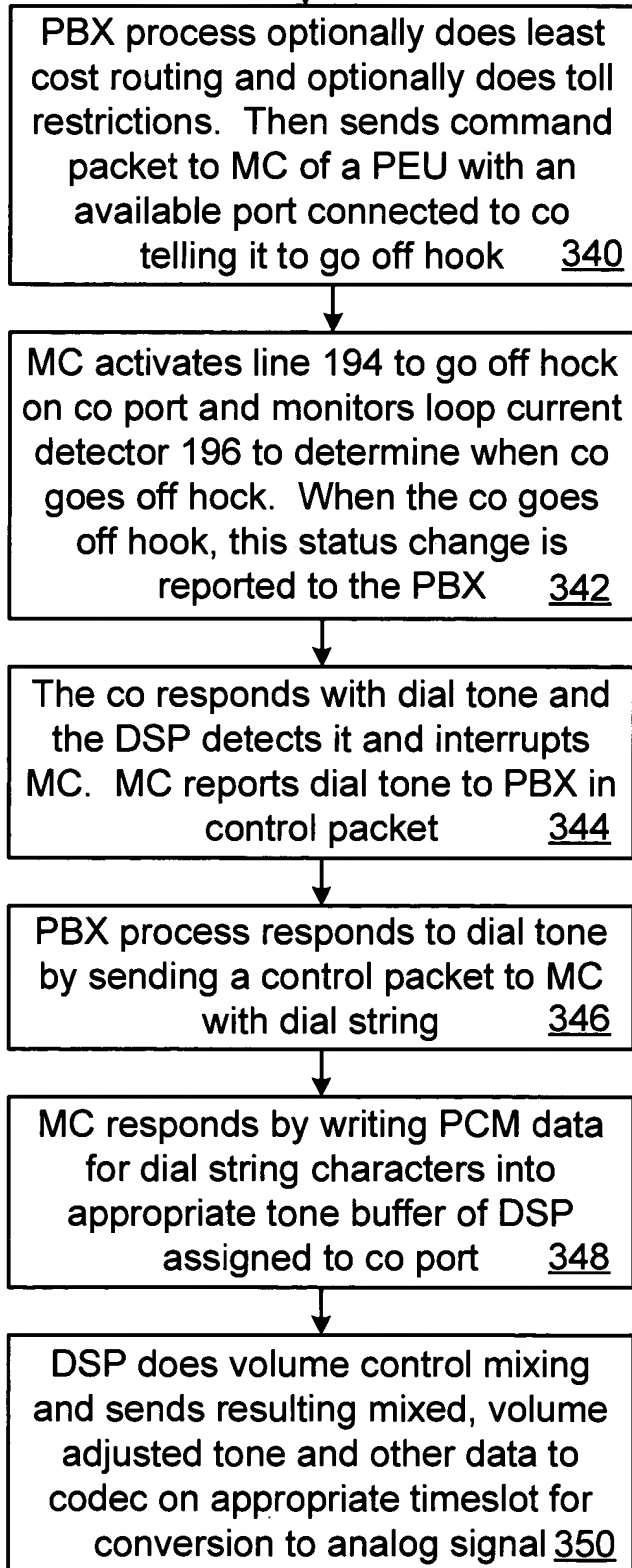 PBX process optionally does least
cost routing and optionally does toll
restrictions. Then sends command
packet to MC of a PEU with an
available port connected to co
telling it to go off hook 340
MC activates line 194 to go off hock
on co port and monitors loop current
detector 196 to determine when co
goes off hock. When the co goes
off hook, this status change is
reported to the PBX 342
The co responds with dial tone and
the DSP detects it and interrupts
MC. MC reports dial tone to PBX in
control packet 344
PBX process responds to dial tone
by sending a control packet to MC
with dial string 346
MC responds by writing PCM data
for dial string characters into
appropriate tone buffer of DSP
assigned to co port 348
DSP does volume control mixing
and sends resulting mixed, volume
adjusted tone and other data to
codec on appropriate timeslot for
conversion to analog signal 350